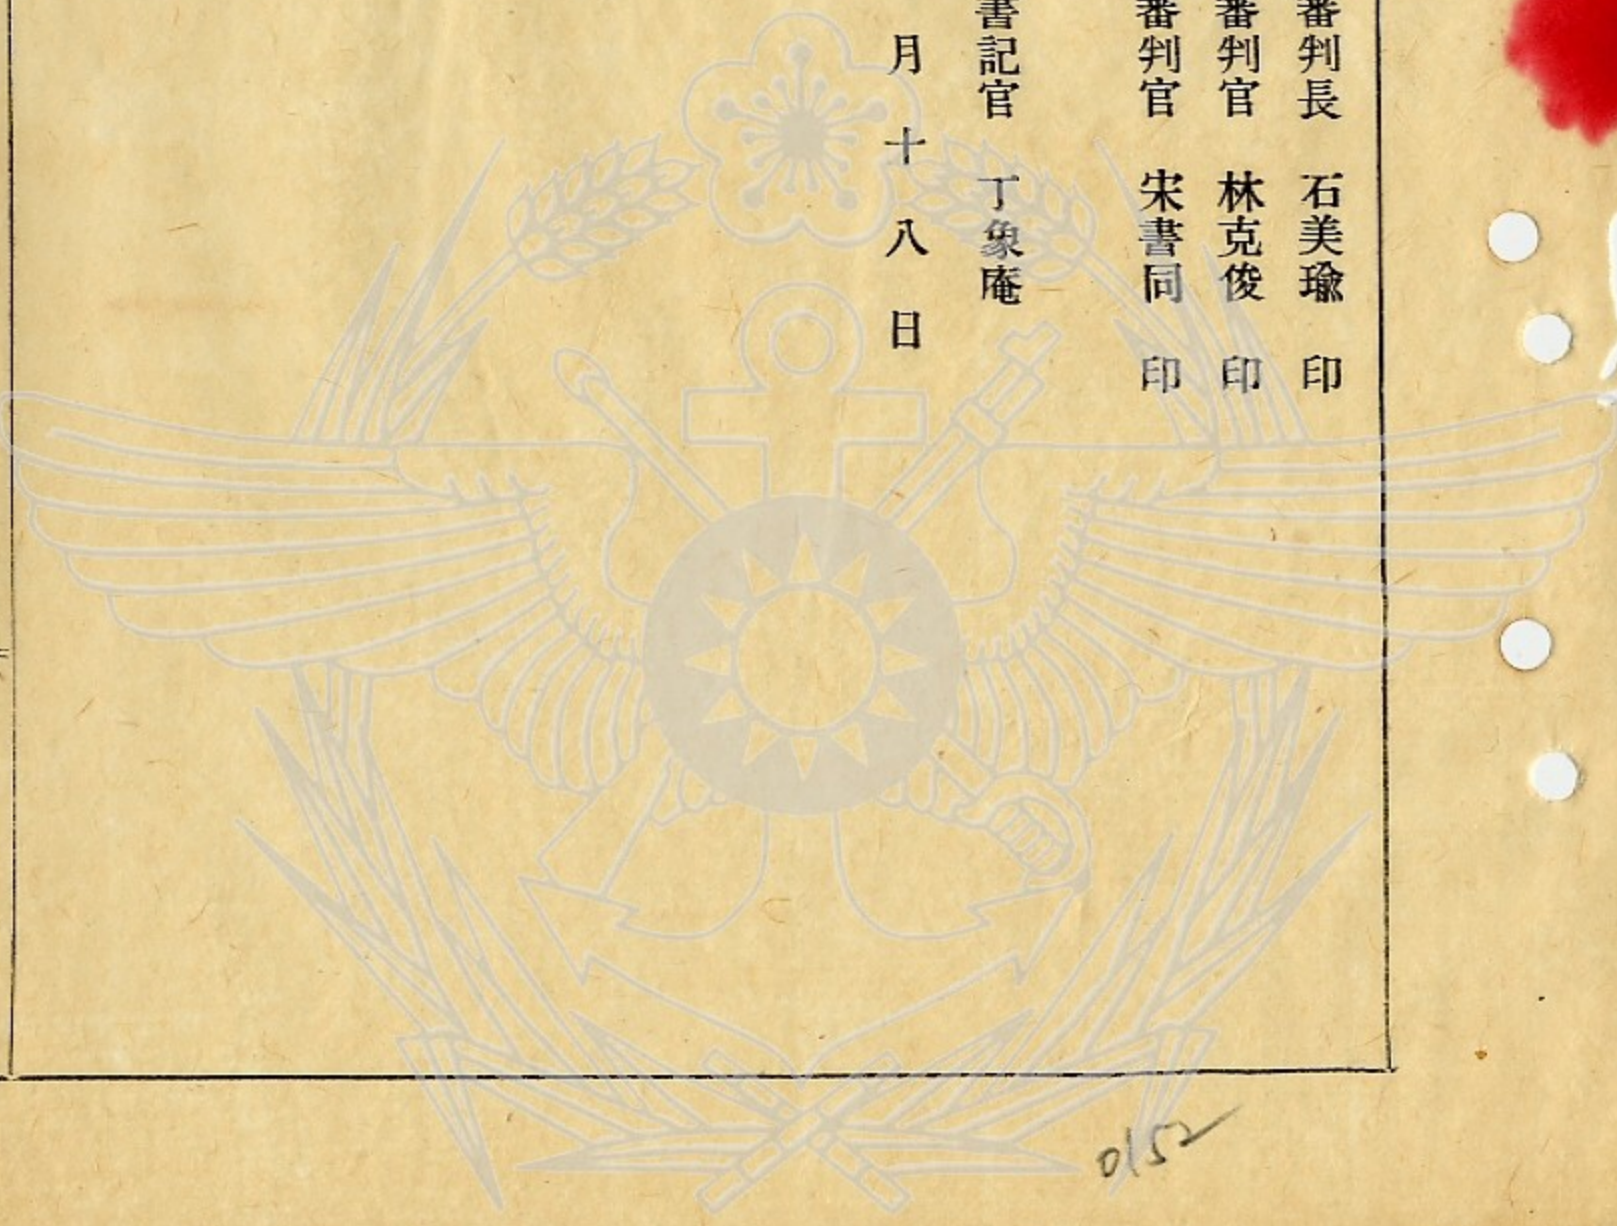 審判長 石美瑜 印
審判官 林克俊 印
審判官 宋書同 印
書記官 丁象庵
月十八日
0152